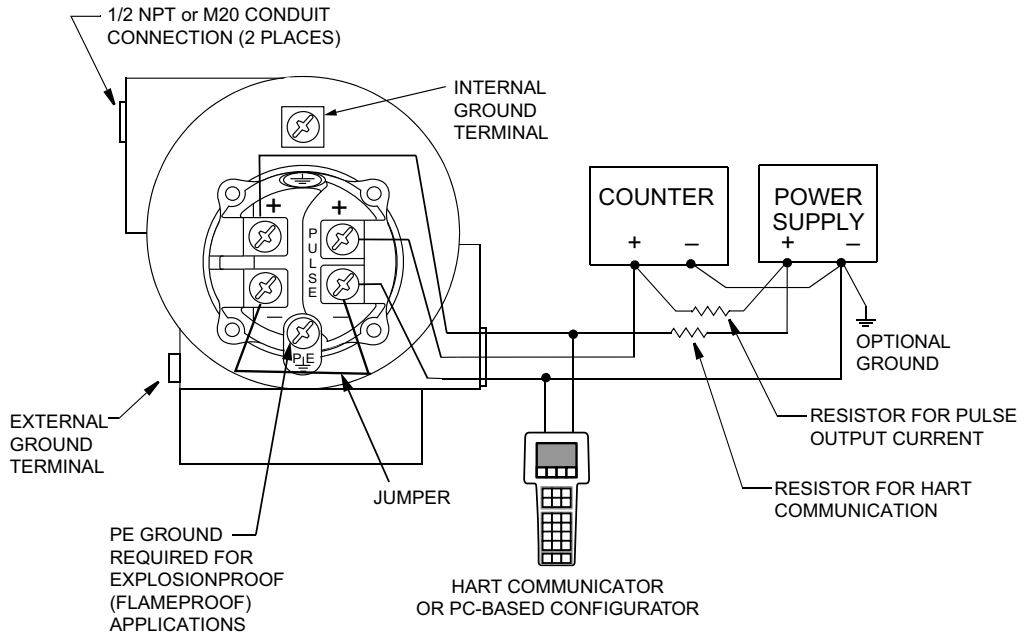 1/2 NPT or M20 CONDUIT
CONNECTION (2 PLACES)
INTERNAL
GROUND
TERMINAL
+ +
PULSE
– –
PE
COUNTER
+ –
POWER
SUPPLY
+ –
OPTIONAL
GROUND
RESISTOR FOR PULSE
OUTPUT CURRENT
RESISTOR FOR HART
COMMUNICATION
EXTERNAL
GROUND
TERMINAL
JUMPER
PE GROUND
REQUIRED FOR
EXPLOSIONPROOF
(FLAMEPROOF)
APPLICATIONS
HART COMMUNICATOR
OR PC-BASED CONFIGURATOR